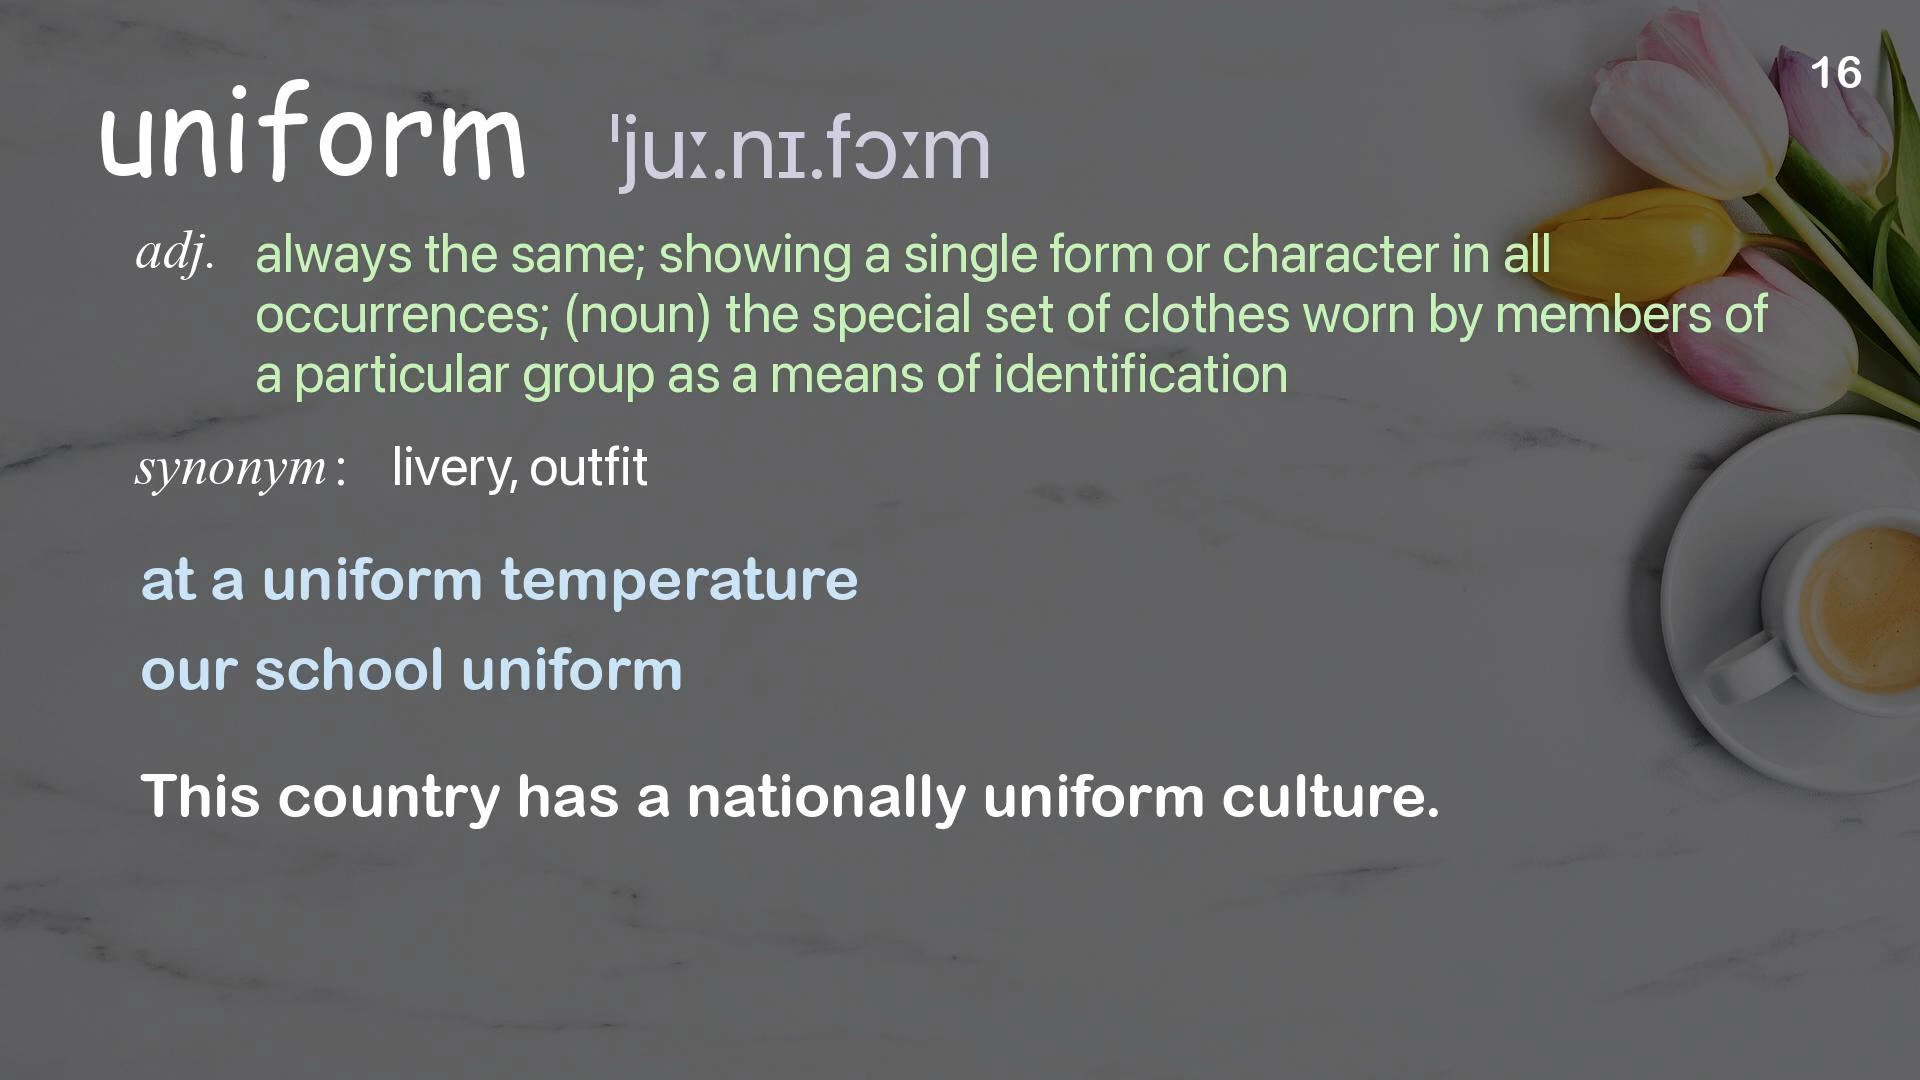 16
uniform ˈjuː.nɪ.fɔːm
adj. always the same; showing a single form or character in all
occurrences; (noun) the special set of clothes worn by members of
a particular group as a means of identification
synonym: livery, outfit
at a uniform temperature
our school uniform
This country has a nationally uniform culture.